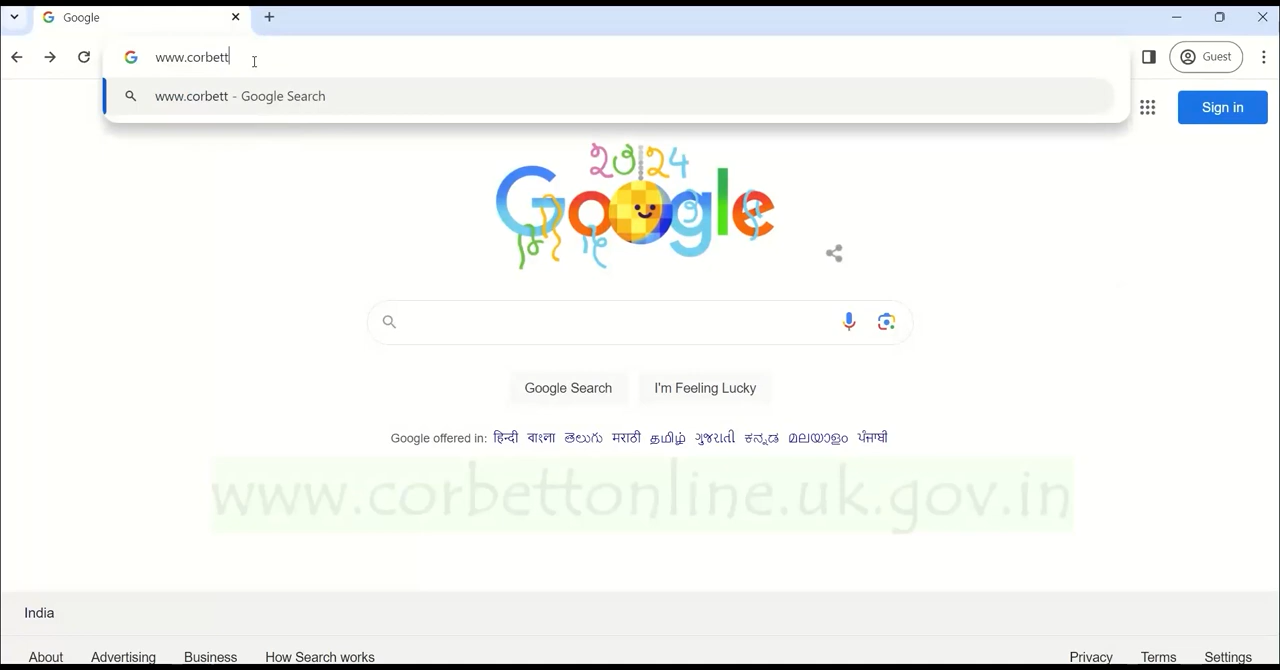 Google
www.corbett
Guest
www.corbett - Google Search
Sign in
Google
Google Search
I'm Feeling Lucky
Google offered in: हिन्दी বাংলা తెలుగు मराठी தமிழ் ગુજરાતી ಕನ್ನಡ മലയാളം ਪੰਜਾਬੀ
www.corbettonline.uk.gov.in
India
About Advertising Business How Search works Privacy Terms Settings